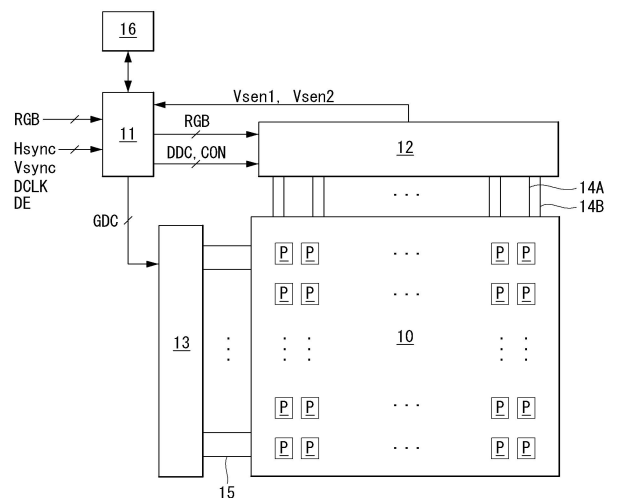 16
Vsen1, Vsen2
RGB
11
RGB
12
Hsync
DDC,CON
Vsync
DCLK
DE
. . .
14A
14B
GDC
P P . . . P P
P P . . . P P
13
10
P P . . . P P
P P . . . P P
15